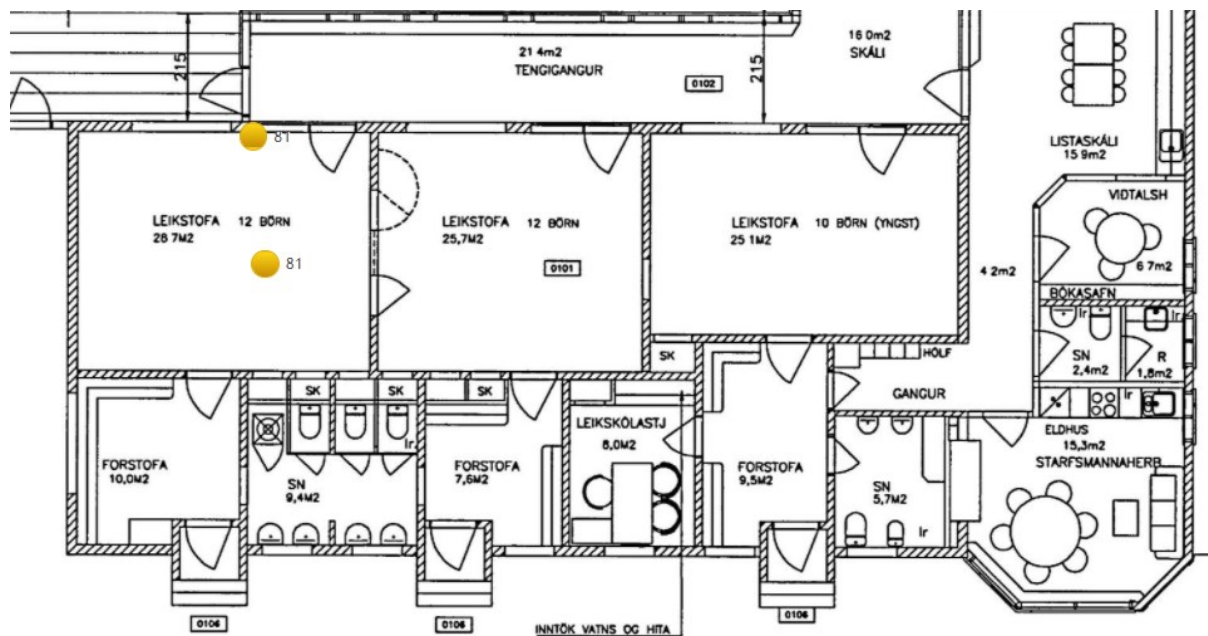 215
21 4m2
TENGIGANGUR
0102
215
16 0m2
SKÁLI
81
LISTASKÁLI
15 9m2
VIDTALSH
6 7m2
LEIKSTOFA 12 BÖRN
28 7M2
81
LEIKSTOFA 12 BÖRN
25,7M2
0101
LEIKSTOFA 10 BÖRN (YNGST)
25 1M2
4 2m2
BÓKASAFN
Ir
Ir
SN
2,4m2
R
1,8m2
SK
HÓLF
GANGUR
SK
SK
SK
Ir
LEIKSKÓLASTJ
8,0M2
Ir
ELDHUS
15,3m2
STARFSMANNAHERB
FORSTOFA
10,0M2
SN
9,4M2
FORSTOFA
7,6M2
FORSTOFA
9,5M2
SN
5,7M2
Ir
0106
0106
0106
INNTÖK VATNS OG HITA